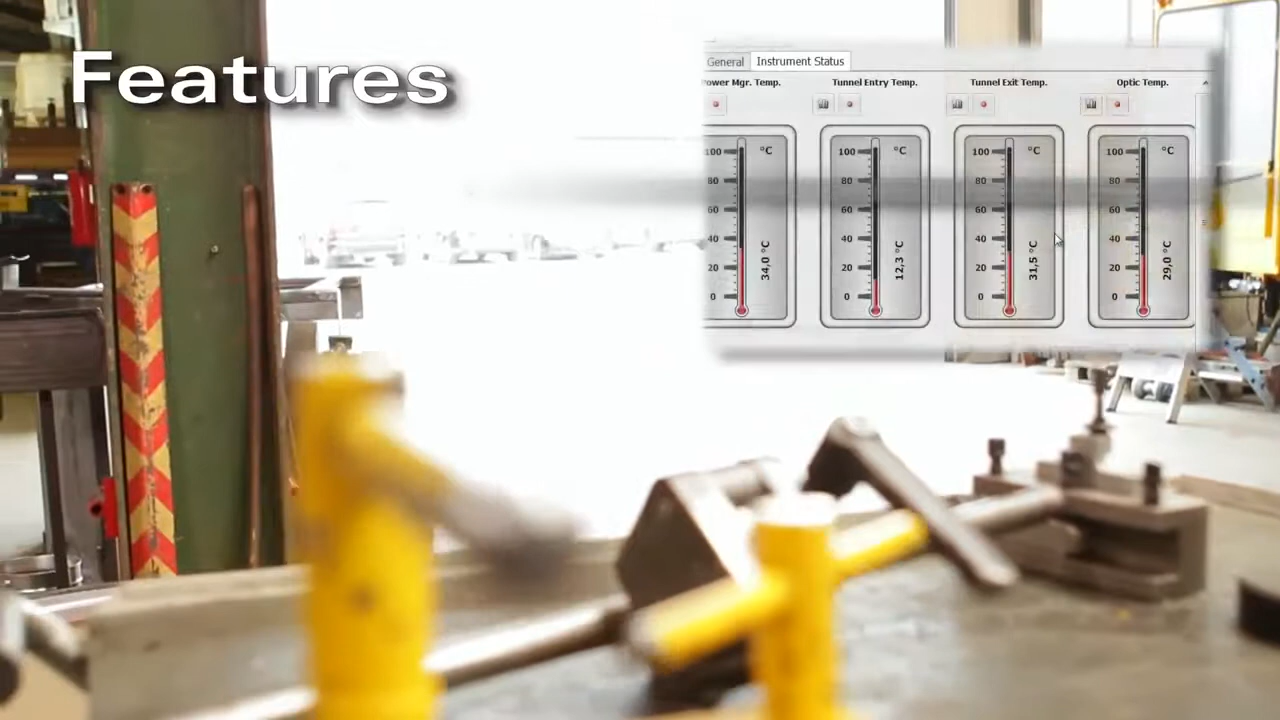 Features
General Instrument Status
ower Mgr. Temp. Tunnel Entry Temp. Tunnel Exit Temp. Optic Temp.
100 °C 100 °C 100 °C 100 °C
80 80 80
60 60 60 60
40 40 40 40
20 20 20 20
0 0 0 0
34,0 °C 12,3 °C 31,5 °C 29,0 °C